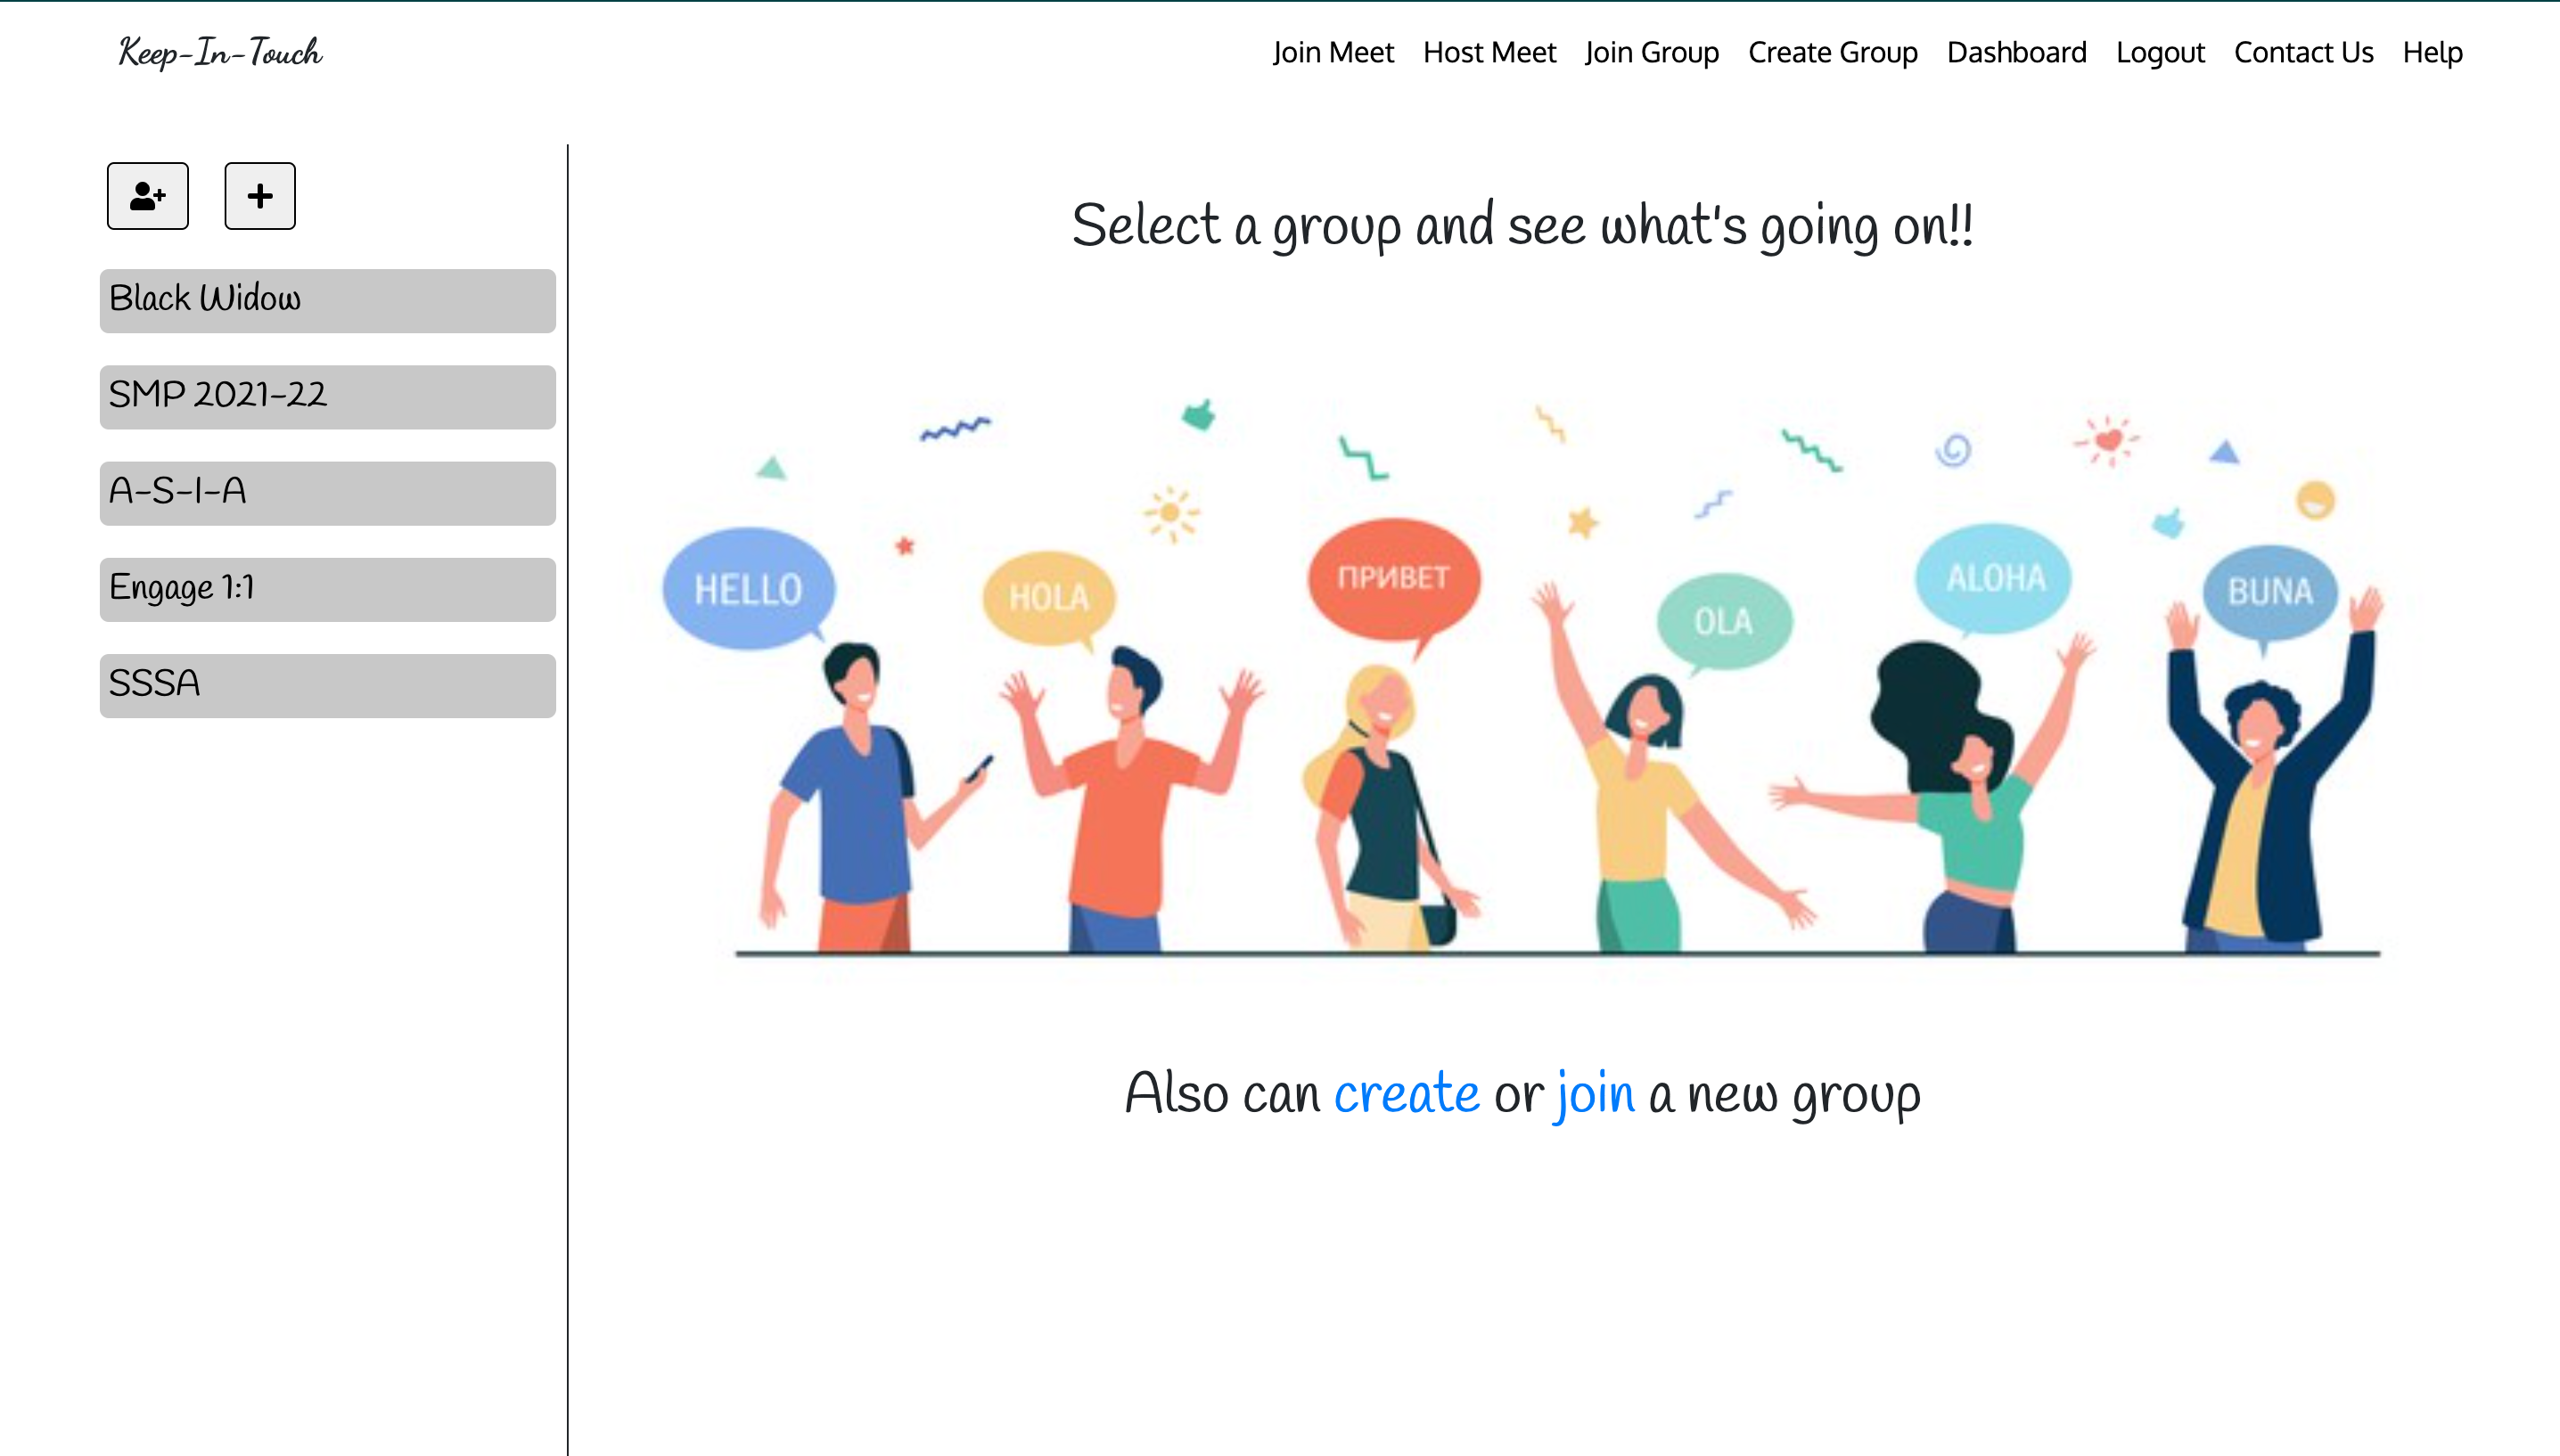 Keep-In-Touch
Join Meet Host Meet Join Group Create Group Dashboard Logout Contact Us Help
Black Widow
SMP 2021-22
A-S-I-A
Engage 1:1
SSSA
Select a group and see what's going on!!
HELLO
HOLA
ПРИВЕТ
OLA
ALOHA
BUNA
Also can create or join a new group